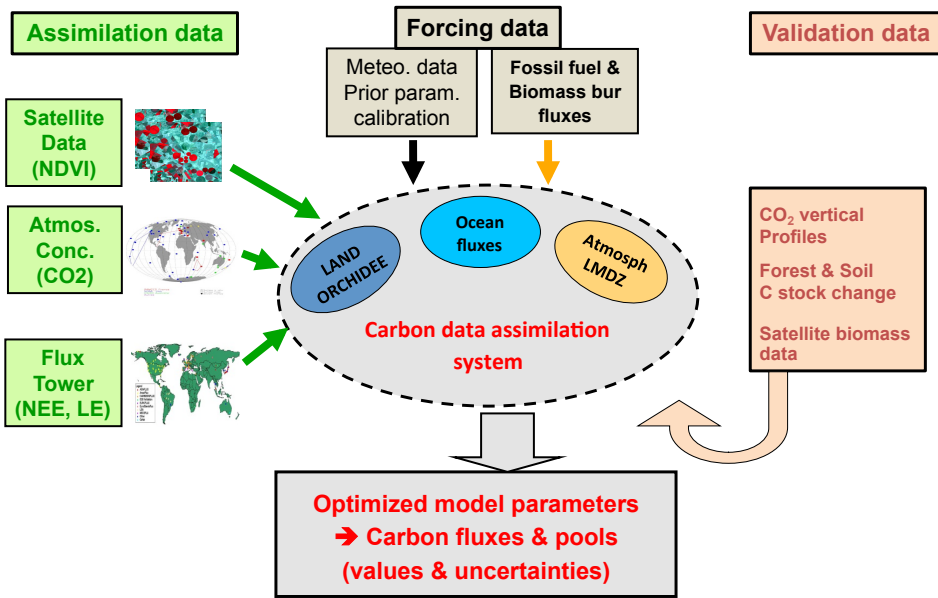 Assimilation data
Forcing data
Validation data
Meteo. data
Prior param.
calibration
Fossil fuel &
Biomass bur
fluxes
Satellite
Data
(NDVI)
Atmos.
Conc.
(CO2)
Flux
Tower
(NEE, LE)
LAND
ORCHIDEE
Ocean
fluxes
Atmosph
LMDZ
Carbon data assimilation
system
CO₂ vertical
Profiles
Forest & Soil
C stock change
Satellite biomass
data
Optimized model parameters
➔ Carbon fluxes & pools
(values & uncertainties)